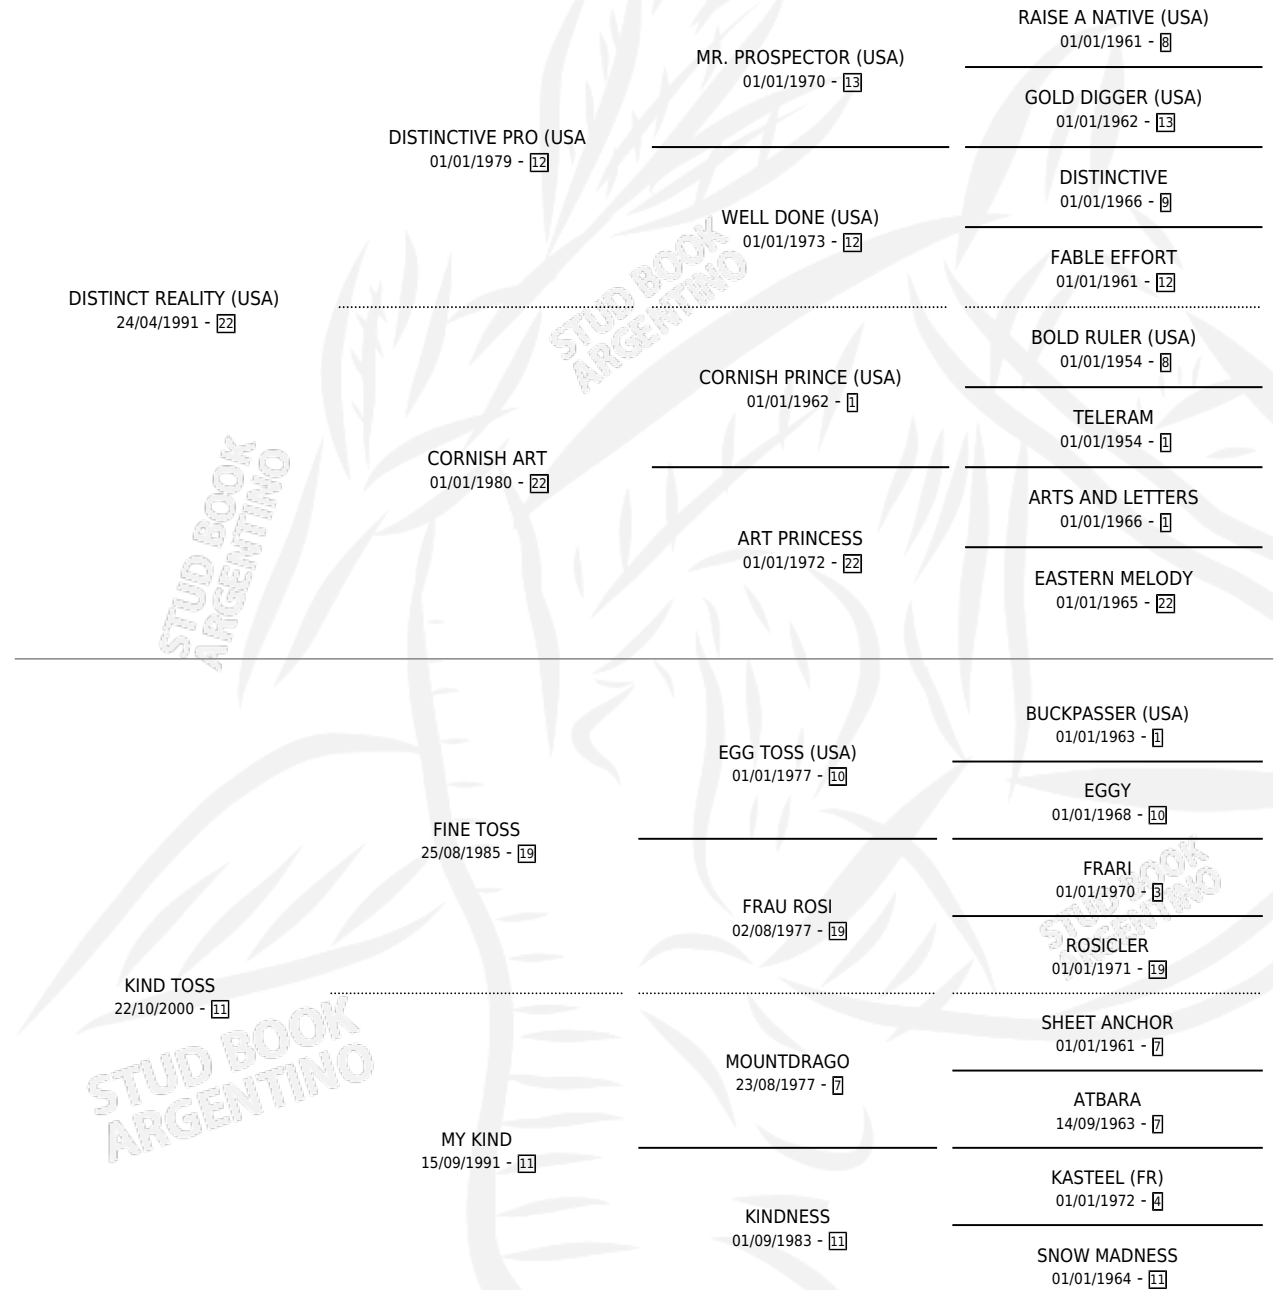 RAISE A NATIVE (USA)
01/01/1961 - 8
MR. PROSPECTOR (USA)
01/01/1970 - 13
GOLD DIGGER (USA)
01/01/1962 - 13
DISTINCTIVE PRO (USA
01/01/1979 - 12
DISTINCTIVE
01/01/1966 - 9
WELL DONE (USA)
01/01/1973 - 12
FABLE EFFORT
01/01/1961 - 12
DISTINCT REALITY (USA)
24/04/1991 - 22
BOLD RULER (USA)
01/01/1954 - 8
CORNISH PRINCE (USA)
01/01/1962 - 1
TELERAM
01/01/1954 - 1
CORNISH ART
01/01/1980 - 22
ARTS AND LETTERS
01/01/1966 - 1
ART PRINCESS
01/01/1972 - 22
EASTERN MELODY
01/01/1965 - 22
BUCKPASSER (USA)
01/01/1963 - 1
EGG TOSS (USA)
01/01/1977 - 10
EGGY
01/01/1968 - 10
FINE TOSS
25/08/1985 - 19
FRARI
01/01/1970 - 3
FRAU ROSI
02/08/1977 - 19
ROSICLER
01/01/1971 - 19
KIND TOSS
22/10/2000 - 11
SHEET ANCHOR
01/01/1961 - 7
MOUNTDRAGO
23/08/1977 - 7
ATBARA
14/09/1963 - 7
MY KIND
15/09/1991 - 11
KASTEEL (FR)
01/01/1972 - 4
KINDNESS
01/09/1983 - 11
SNOW MADNESS
01/01/1964 - 11
STUD BOOK
ARGENTINO
STUD BOOK
ARGENTINO
STUD BOOK
ARGENTINO
STUD BOOK
ARGENTINO